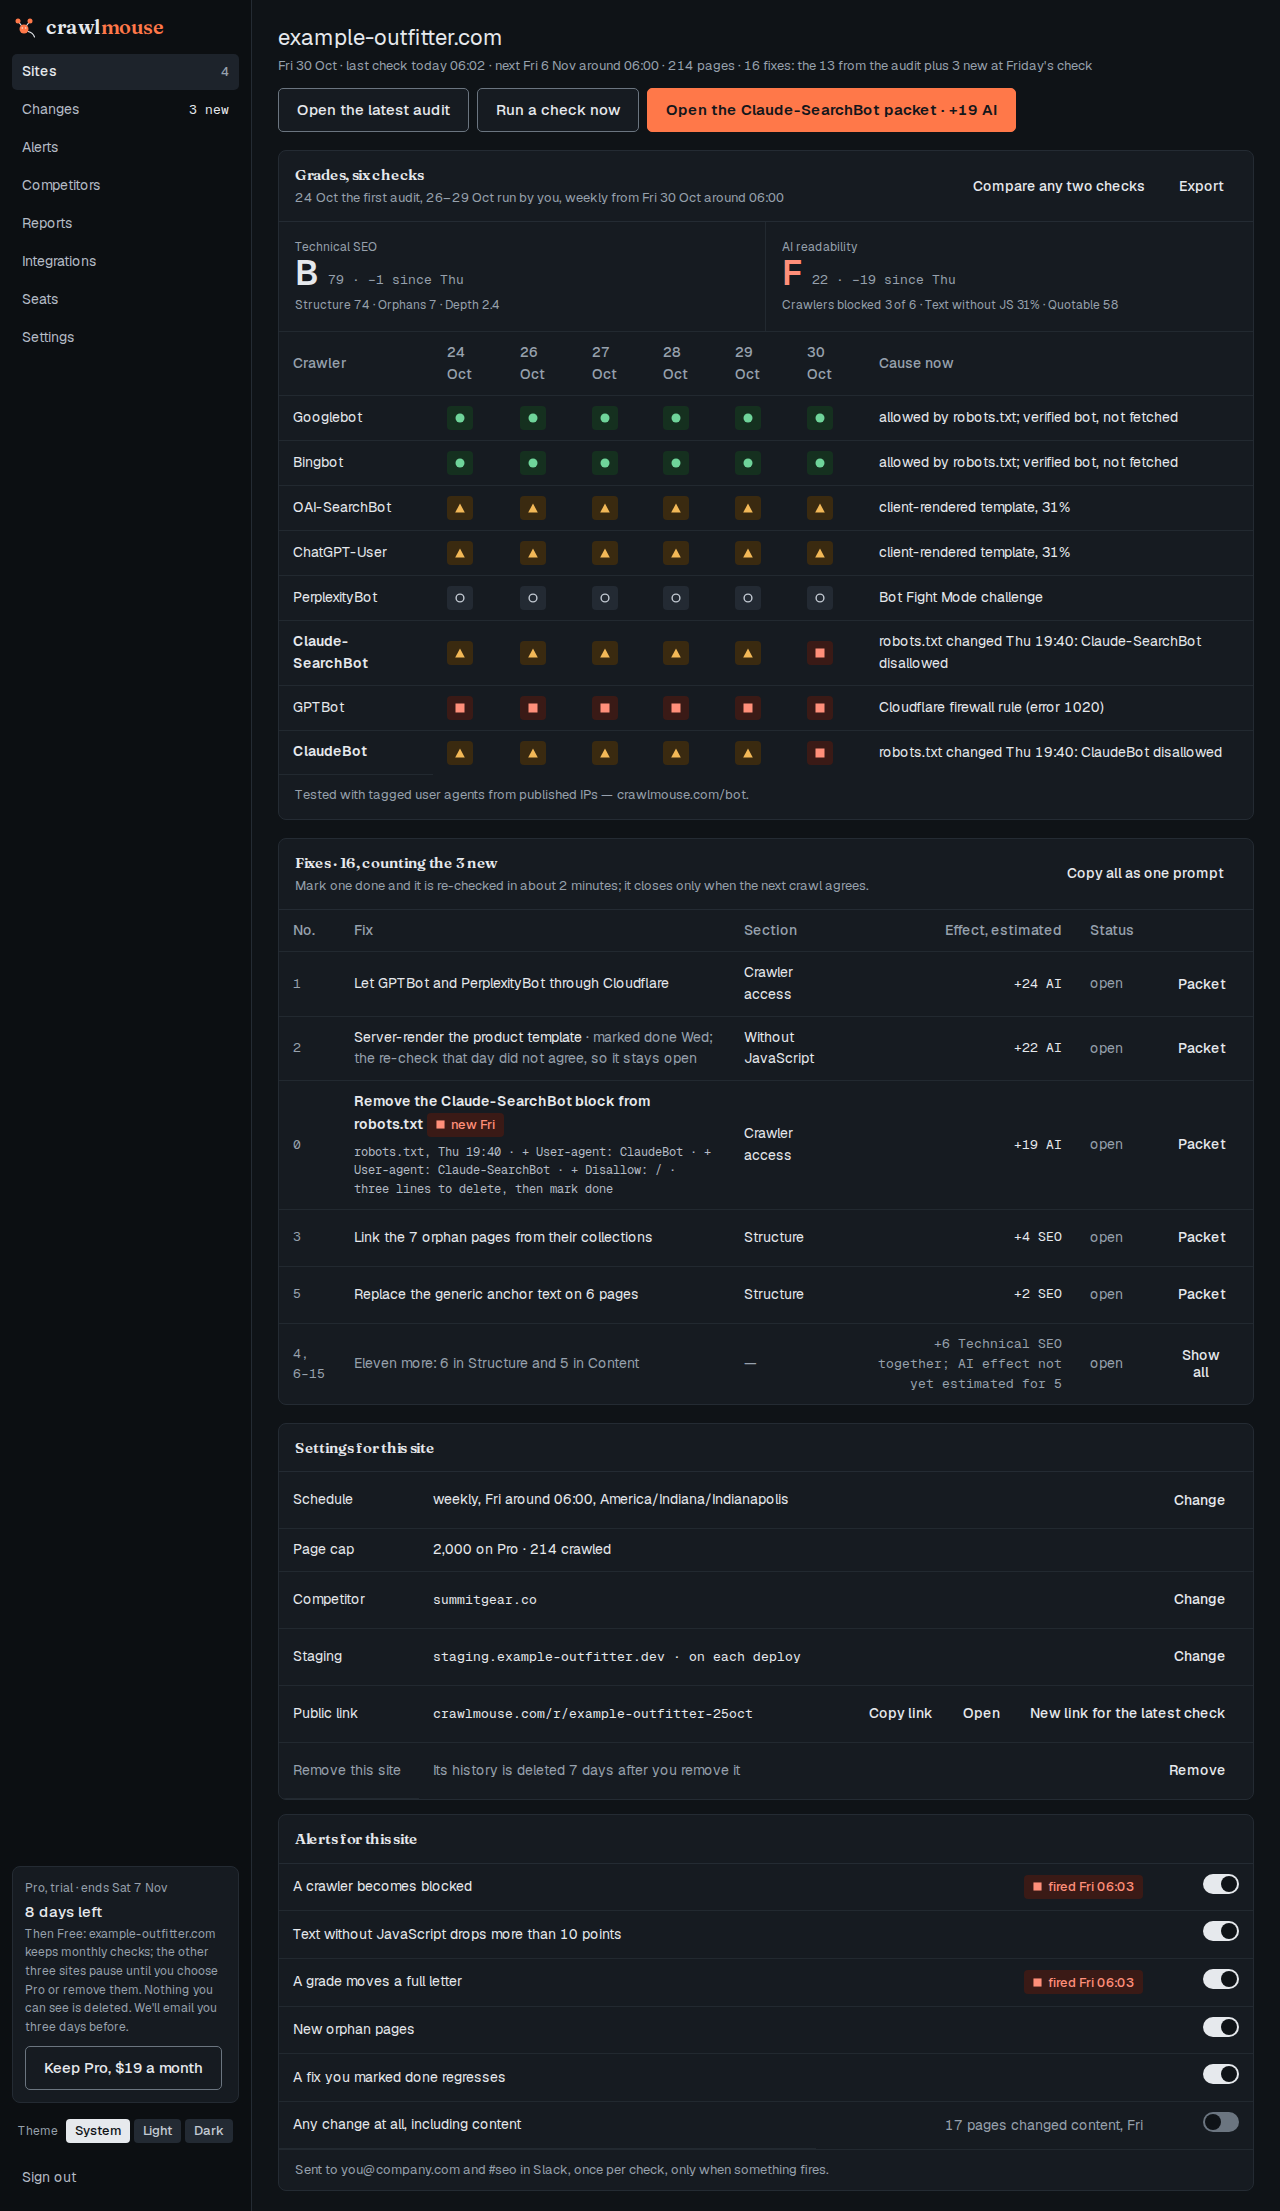 crawlmouse
Sites 4
Changes 3 new
Alerts
Competitors
Reports
Integrations
Seats
Settings
Pro, trial · ends Sat 7 Nov
8 days left
Then Free: example-outfitter.com
keeps monthly checks; the other
three sites pause until you choose
Pro or remove them. Nothing you
can see is deleted. We'll email you
three days before.
Keep Pro, $19 a month
Theme System Light Dark
Sign out
example-outfitter.com
Fri 30 Oct · last check today 06:02 · next Fri 6 Nov around 06:00 · 214 pages · 16 fixes: the 13 from the audit plus 3 new at Friday's check
Open the latest audit Run a check now Open the Claude-SearchBot packet · +19 AI
Grades, six checks
24 Oct the first audit, 26–29 Oct run by you, weekly from Fri 30 Oct around 06:00
Compare any two checks Export
Technical SEO
B 79 · −1 since Thu
Structure 74 · Orphans 7 · Depth 2.4
AI readability
F 22 · −19 since Thu
Crawlers blocked 3 of 6 · Text without JS 31% · Quotable 58
Crawler 24 Oct 26 Oct 27 Oct 28 Oct 29 Oct 30 Oct Cause now
Googlebot allowed by robots.txt; verified bot, not fetched
Bingbot allowed by robots.txt; verified bot, not fetched
OAI-SearchBot client-rendered template, 31%
ChatGPT-User client-rendered template, 31%
PerplexityBot Bot Fight Mode challenge
Claude-SearchBot robots.txt changed Thu 19:40: Claude-SearchBot
disallowed
GPTBot Cloudflare firewall rule (error 1020)
ClaudeBot robots.txt changed Thu 19:40: ClaudeBot disallowed
Tested with tagged user agents from published IPs — crawlmouse.com/bot.
Fixes · 16, counting the 3 new
Mark one done and it is re-checked in about 2 minutes; it closes only when the next crawl agrees.
Copy all as one prompt
No. Fix Section Effect, estimated Status
1 Let GPTBot and PerplexityBot through Cloudflare Crawler access +24 AI open Packet
2 Server-render the product template · marked done Wed;
the re-check that day did not agree, so it stays open Without JavaScript +22 AI open Packet
0 Remove the Claude-SearchBot block from
robots.txt new Fri
robots.txt, Thu 19:40 · + User-agent: ClaudeBot · +
User-agent: Claude-SearchBot · + Disallow: / ·
three lines to delete, then mark done
Crawler access +19 AI open Packet
3 Link the 7 orphan pages from their collections Structure +4 SEO open Packet
5 Replace the generic anchor text on 6 pages Structure +2 SEO open Packet
4, 6–15 Eleven more: 6 in Structure and 5 in Content — +6 Technical SEO together; AI effect not yet estimated for 5 open Show all
Settings for this site
Schedule weekly, Fri around 06:00, America/Indiana/Indianapolis Change
Page cap 2,000 on Pro · 214 crawled
Competitor summitgear.co Change
Staging staging.example-outfitter.dev · on each deploy Change
Public link crawlmouse.com/r/example-outfitter-25oct Copy link Open New link for the latest check
Remove this site Its history is deleted 7 days after you remove it Remove
Alerts for this site
A crawler becomes blocked fired Fri 06:03
Text without JavaScript drops more than 10 points
A grade moves a full letter fired Fri 06:03
New orphan pages
A fix you marked done regresses
Any change at all, including content 17 pages changed content, Fri
Sent to you@company.com and #seo in Slack, once per check, only when something fires.